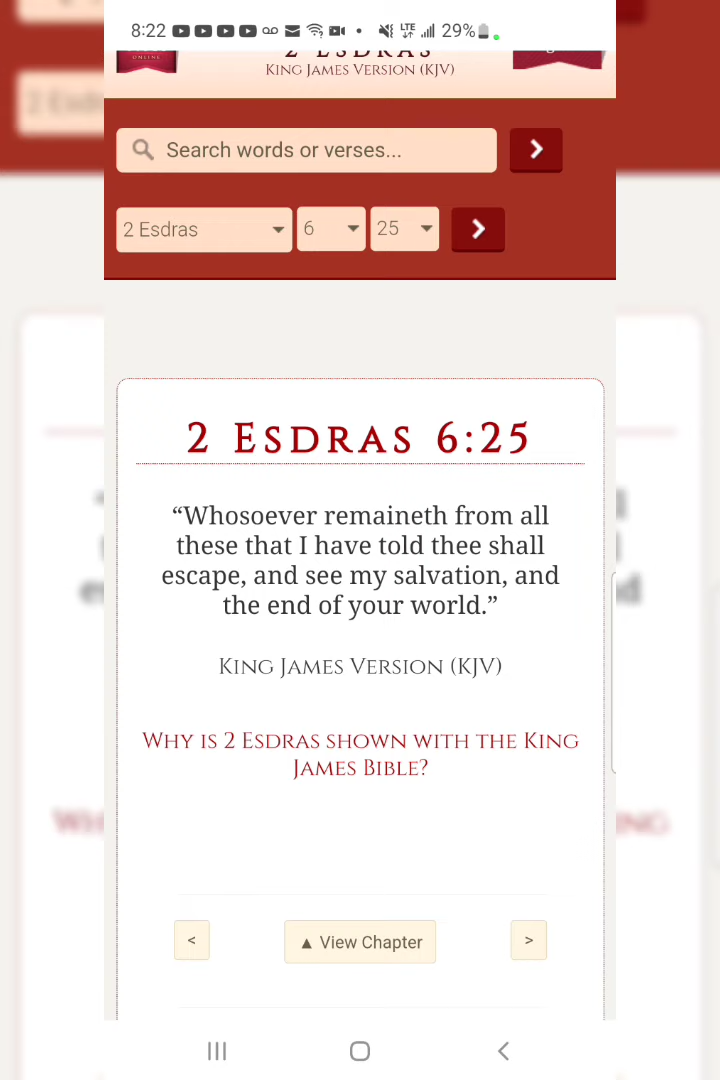 8:22
LTE
29%
ONLINE
2 ESDRAS
KING JAMES VERSION (KJV)
Search words or verses...
2 Esdras 6 25
2 ESDRAS 6:25
“Whosoever remaineth from all
these that I have told thee shall
escape, and see my salvation, and
the end of your world.”
KING JAMES VERSION (KJV)
WHY IS 2 ESDRAS SHOWN WITH THE KING
JAMES BIBLE?
<
▲ View Chapter
>